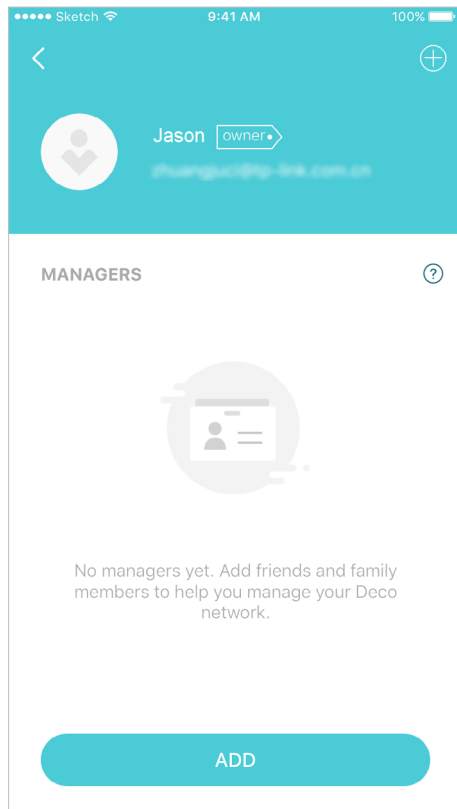 Sketch 9:41 AM 100%
Jason owner
MANAGERS ?
No managers yet. Add friends and family
members to help you manage your Deco
network.
ADD